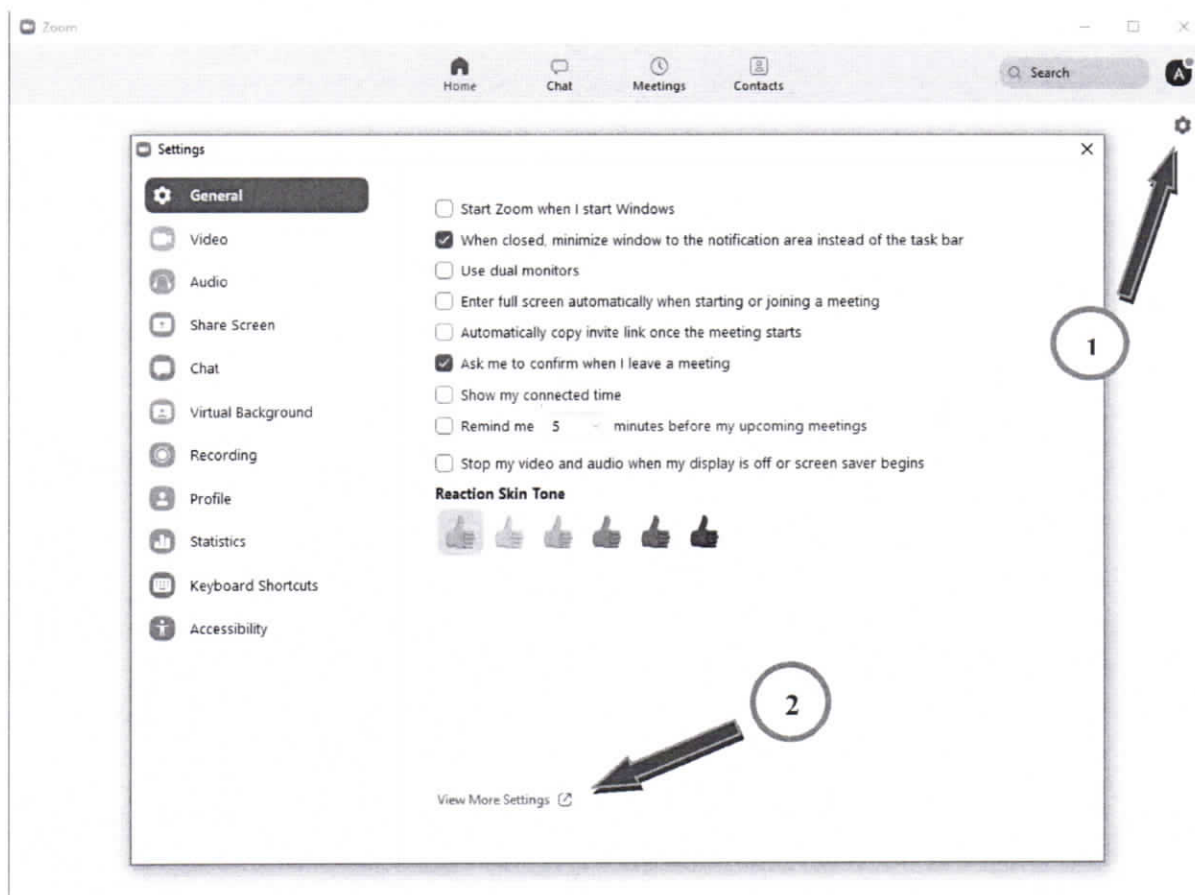 Zoom
Home
Chat
Meetings
Contacts
Search
A
Settings
General
Video
Audio
Share Screen
Chat
Virtual Background
Recording
Profile
Statistics
Keyboard Shortcuts
Accessibility
Start Zoom when I start Windows
When closed, minimize window to the notification area instead of the task bar
Use dual monitors
Enter full screen automatically when starting or joining a meeting
Automatically copy invite link once the meeting starts
Ask me to confirm when I leave a meeting
Show my connected time
Remind me 5 minutes before my upcoming meetings
Stop my video and audio when my display is off or screen saver begins
Reaction Skin Tone
View More Settings
1
2